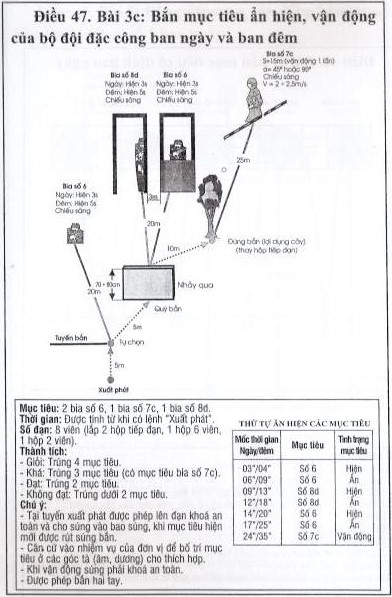 Điều 47. Bài 3c: Bắn mục tiêu ẩn hiện, vận động
của bộ đội đặc công ban ngày và ban đêm
Bia số 7c
S=15m (vận động 1 lần)
a= 45° hoặc 90°
Chiếu sáng
V = 2 ÷ 2.5m/s
Bia số 8d
Ngày: Hiện 3s
Đêm: Hiện 5s
Chiếu sáng
Bia số 6
Ngày: Hiện 3s
Đêm: Hiện 5s
Chiếu sáng
25m
3m
20m
Bia số 6
Ngày: Hiện 3s
Đêm: Hiện 5s
Chiếu sáng
10m
Đứng bắn (lợi dụng cây)
(thay hộp tiếp đạn)
70 ÷ 80cm
20m
Nhảy qua
Quỳ bắn
5m
Tuyến bắn
Tự chọn
5m
Xuất phát
Mục tiêu: 2 bia số 6, 1 bia số 7c, 1 bia số 8d.
Thời gian: Được tính từ khi có lệnh "Xuất phát".
Số đạn: 8 viên (lắp 2 hộp tiếp đạn, 1 hộp 6 viên,
1 hộp 2 viên).
Thành tích:
- Giỏi: Trúng 4 mục tiêu.
- Khá: Trúng 3 mục tiêu (có mục tiêu bia số 7c).
- Đạt: Trúng 2 mục tiêu.
- Không đạt: Trúng dưới 2 mục tiêu.
Chú ý:
- Tại tuyến xuất phát được phép lên đạn khoá an
toàn và cho súng vào bao súng, khi mục tiêu hiện
mới được rút súng bắn.
- Căn cứ vào nhiệm vụ của đơn vị để bố trí mục
tiêu ở các góc tà (âm, dương) cho thích hợp.
- Khi vận động súng phải khoá an toàn.
- Được phép bắn hai tay.
THỨ TỰ ẨN HIỆN CÁC MỤC TIÊU
Mốc thời gian Ngày/đêm Mục tiêu Tình trạng mục tiêu
03"/04" Số 6 Hiện
06"/09" Số 6 Ẩn
09"/13" Số 8d Hiện
12"/18" Số 8d Ẩn
14"/20" Số 6 Hiện
17"/25" Số 6 Ẩn
24"/35" Số 7c Vận động